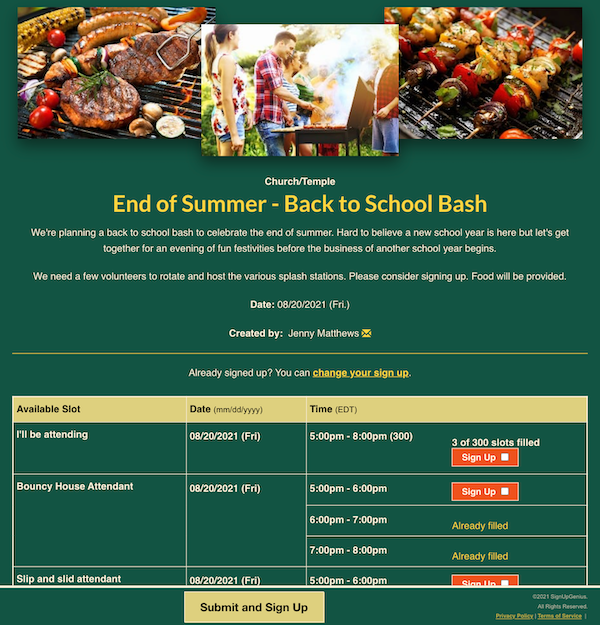 Church/Temple
End of Summer - Back to School Bash
We're planning a back to school bash to celebrate the end of summer. Hard to believe a new school year is here but let's get
together for an evening of fun festivities before the business of another school year begins.
We need a few volunteers to rotate and host the various splash stations. Please consider signing up. Food will be provided.
Date: 08/20/2021 (Fri.)
Created by: Jenny Matthews
Already signed up? You can change your sign up.
Available Slot Date (mm/dd/yyyy) Time (EDT)
I'll be attending 08/20/2021 (Fri) 5:00pm - 8:00pm (300) 3 of 300 slots filled
Sign Up
Bouncy House Attendant 08/20/2021 (Fri) 5:00pm - 6:00pm Sign Up
6:00pm - 7:00pm Already filled
7:00pm - 8:00pm Already filled
Slip and slid attendant 08/20/2021 (Fri) 5:00pm - 6:00pm Sign Up
Submit and Sign Up
©2021 SignUpGenius.
All Rights Reserved.
Privacy Policy | Terms of Service |